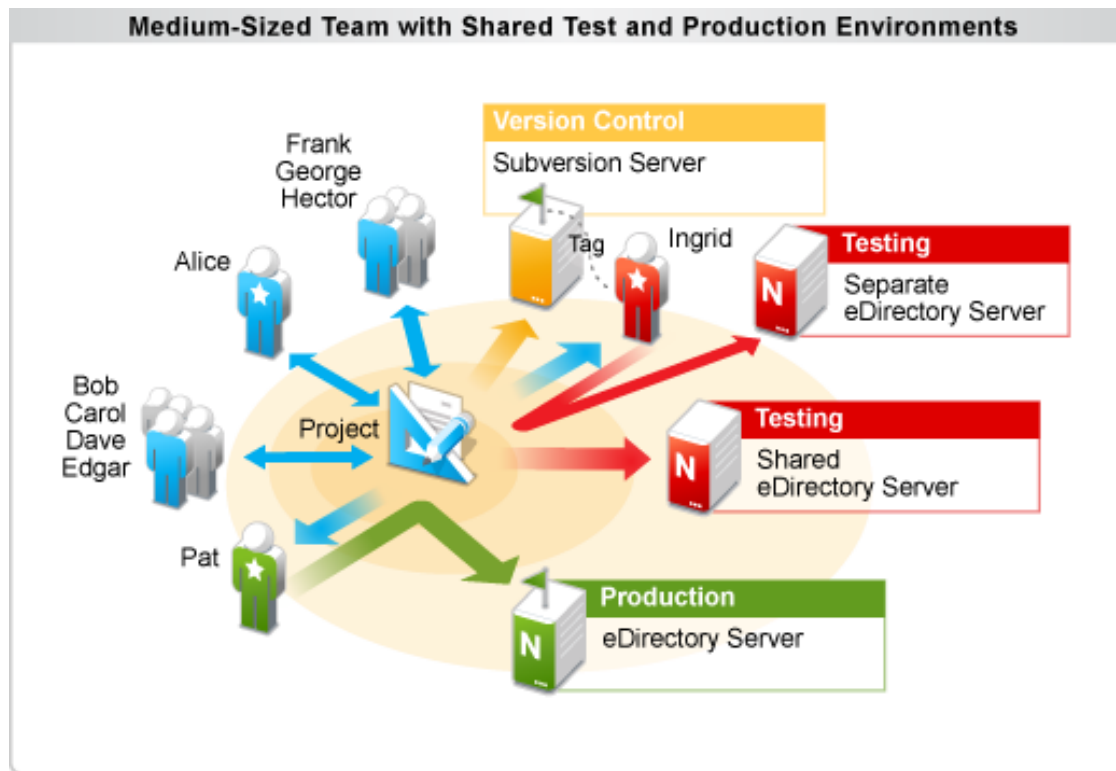 Medium-Sized Team with Shared Test and Production Environments
Version Control
Subversion Server
Frank
George
Hector
Tag
Ingrid
Testing
Separate
eDirectory Server
N
Alice
Bob
Carol
Dave
Edgar
Project
Testing
Shared
eDirectory Server
N
Pat
Production
eDirectory Server
N